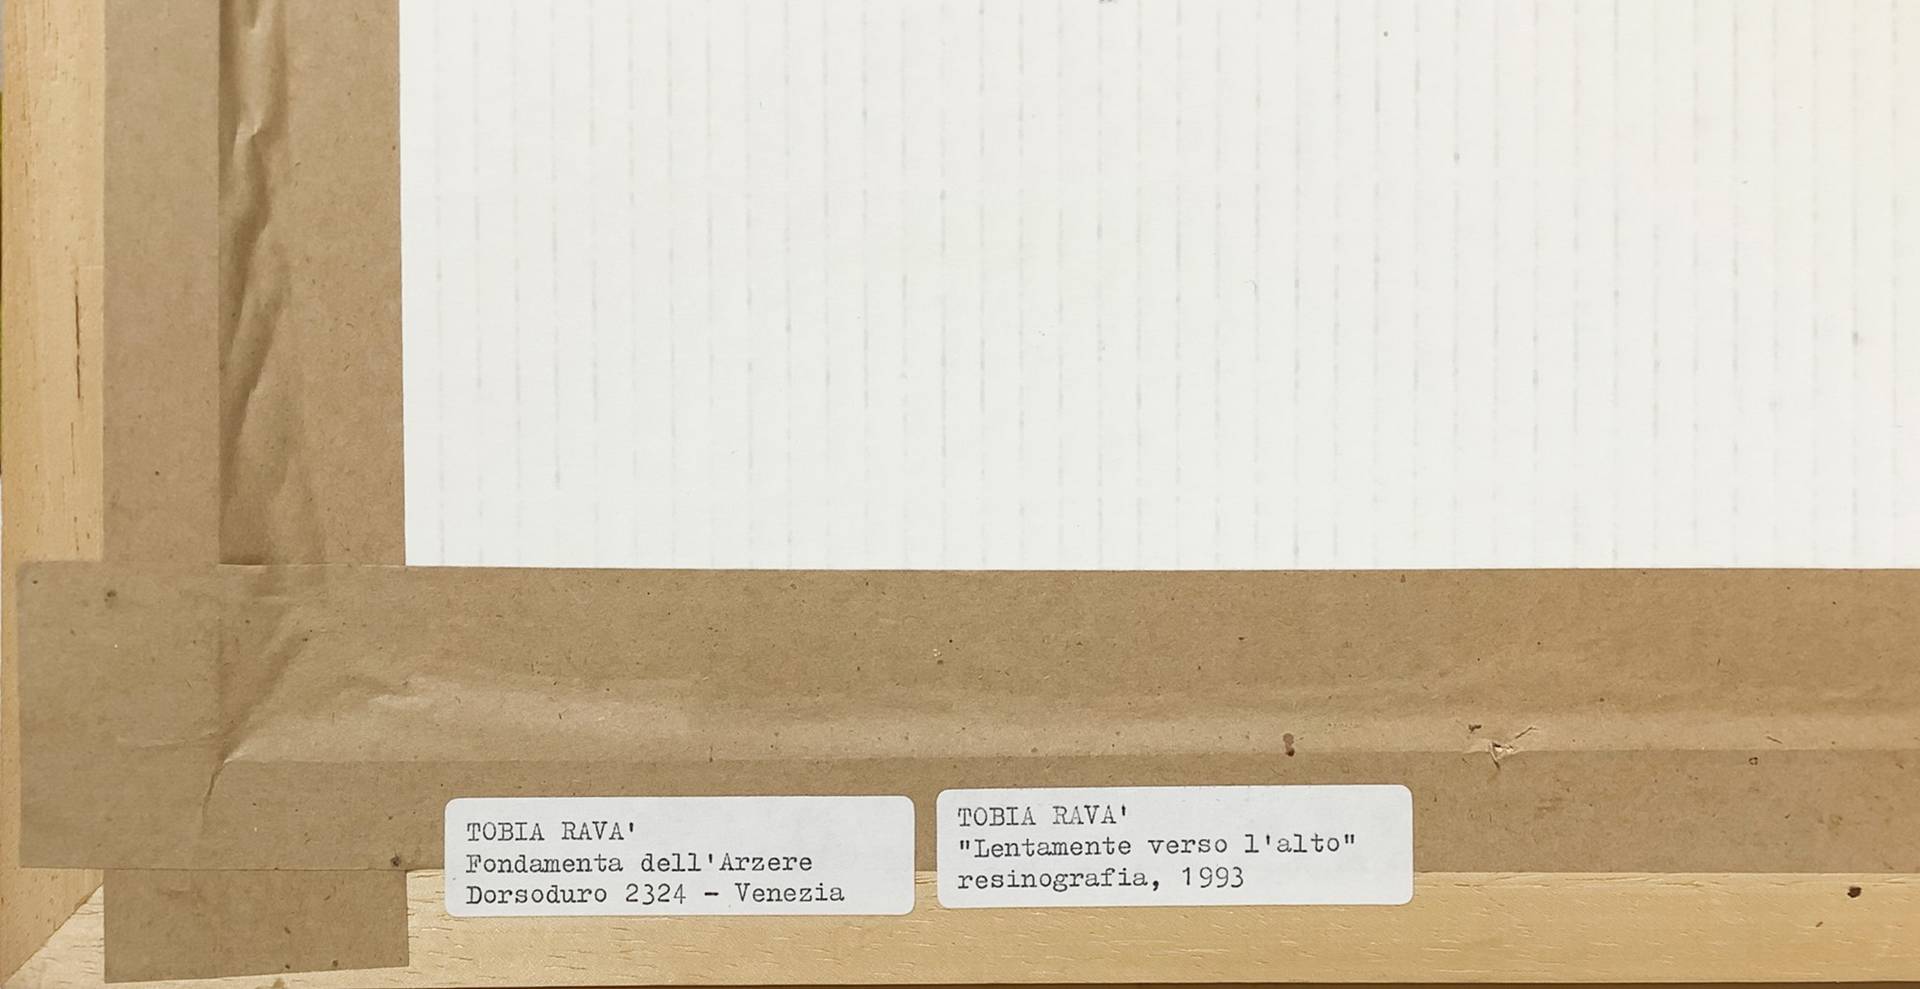 TOBIA RAVA'
Fondamenta dell'Arzere
Dorsoduro 2324 - Venezia
TOBIA RAVA'
"Lentamente verso l'alto"
resinografia, 1993